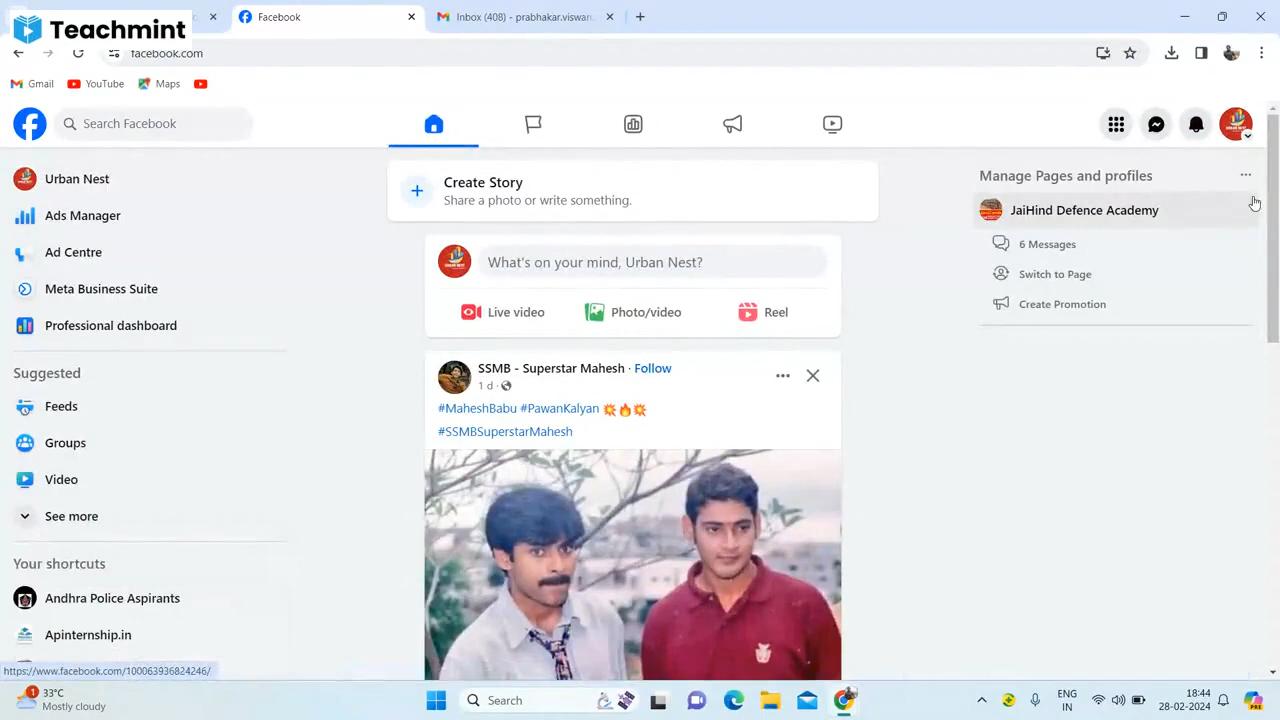 Teachmint
Facebook
Inbox (408) - prabhakar.viswan
facebook.com
Gmail
YouTube
Maps
Search Facebook
Urban Nest
Ads Manager
Ad Centre
Meta Business Suite
Professional dashboard
Suggested
Feeds
Groups
Video
See more
Your shortcuts
Andhra Police Aspirants
Apinternship.in
https://www.facebook.com/100063936824246/
Create Story
Share a photo or write something.
What's on your mind, Urban Nest?
Live video
Photo/video
Reel
SSMB - Superstar Mahesh · Follow
1 d ·
#MaheshBabu #PawanKalyan 💥🔥💥
#SSMBSuperstarMahesh
Manage Pages and profiles
JaiHind Defence Academy
6 Messages
Switch to Page
Create Promotion
1
33°C
Mostly cloudy
Search
ENG
IN
18:44
28-02-2024